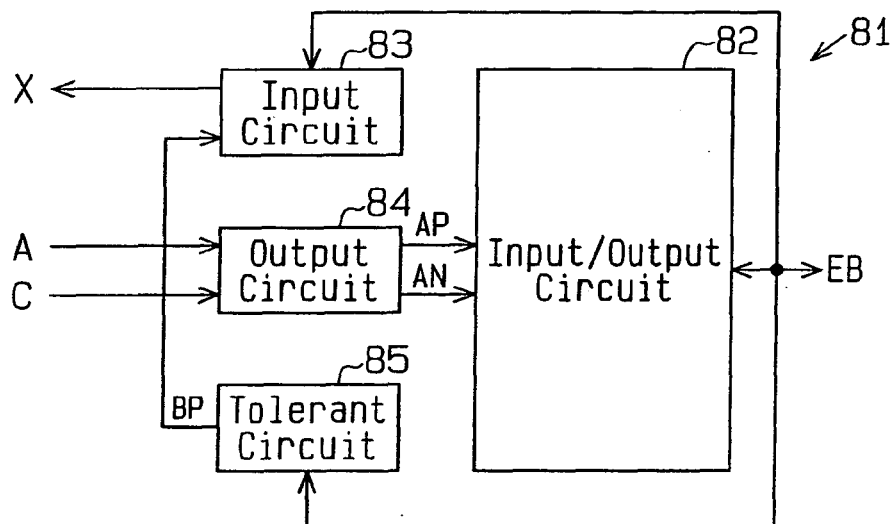 81
83
82
X
Input
Circuit
84
A
AP
Output
Circuit
C
AN
Input/Output
Circuit
EB
85
BP
Tolerant
Circuit